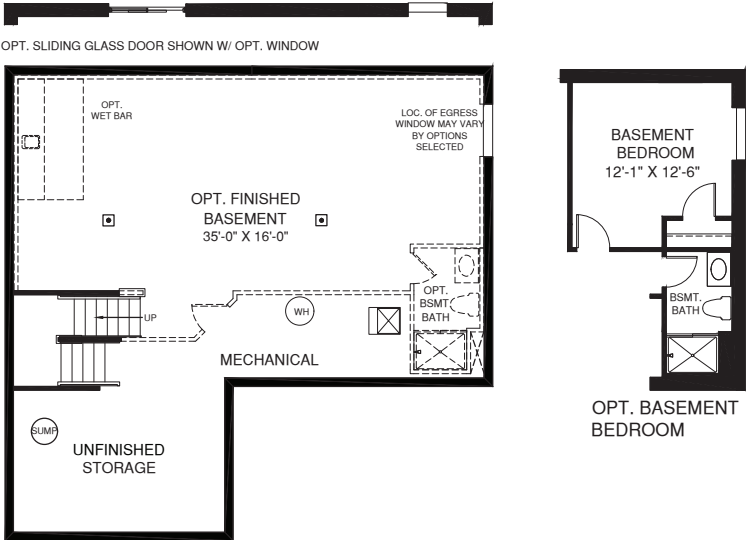 OPT. SLIDING GLASS DOOR SHOWN W/ OPT. WINDOW
OPT.
WET BAR
LOC. OF EGRESS
WINDOW MAY VARY
BY OPTIONS
SELECTED
OPT. FINISHED
BASEMENT
35'-0" X 16'-0"
OPT.
BSMT.
BATH
UP
WH
MECHANICAL
SUMP
UNFINISHED
STORAGE
BASEMENT
BEDROOM
12'-1" X 12'-6"
BSMT.
BATH
OPT. BASEMENT
BEDROOM